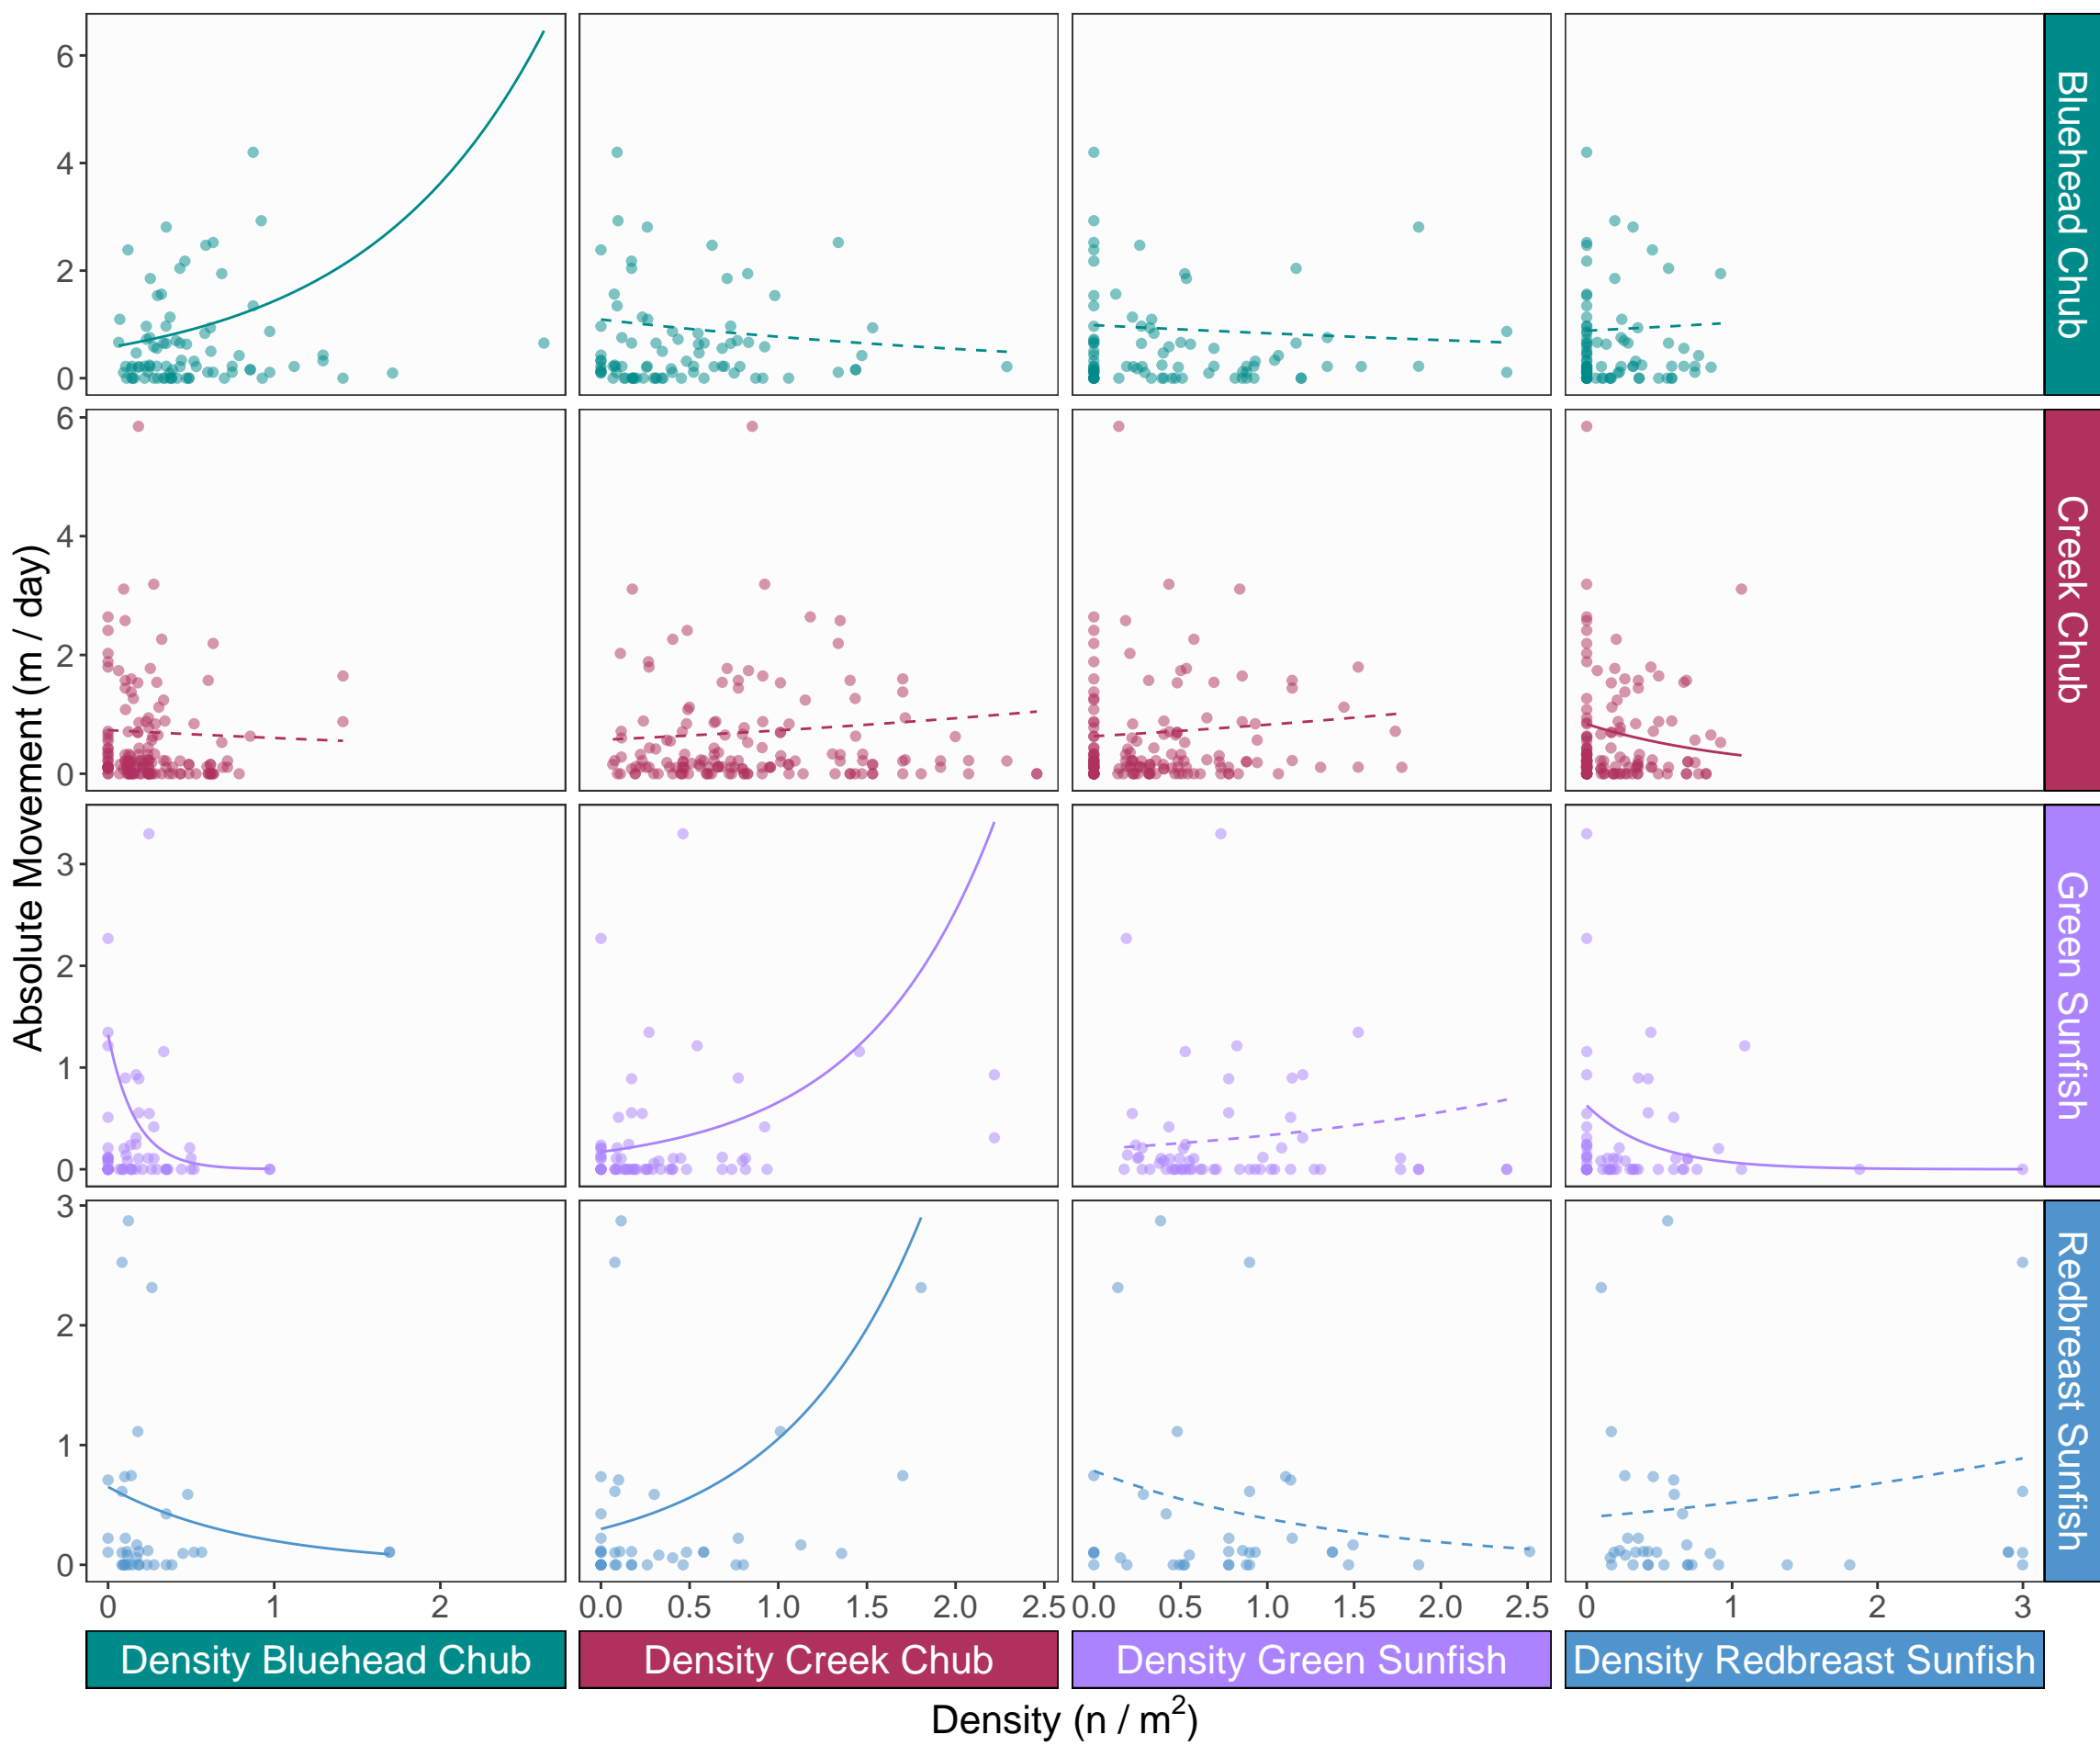 Absolute Movement (m / day)
6
4
2
0
Bluehead Chub
6
4
2
0
Creek Chub
3
2
1
0
Green Sunfish
3
2
1
0
Redbreast Sunfish
0 1 2
0.0 0.5 1.0 1.5 2.0 2.5
0.0 0.5 1.0 1.5 2.0 2.5
0 1 2 3
Density Bluehead Chub
Density Creek Chub
Density Green Sunfish
Density Redbreast Sunfish
Density (n / m²)